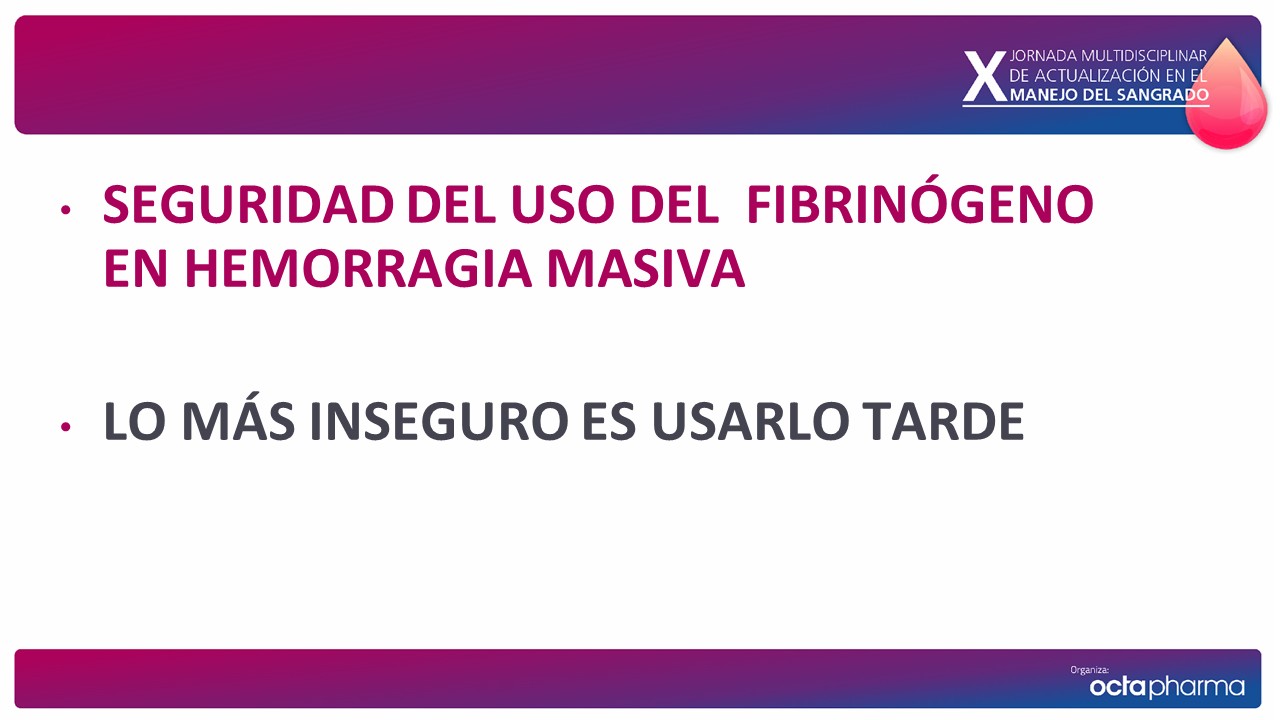 X JORNADA MULTIDISCIPLINAR
DE ACTUALIZACIÓN EN EL
MANEJO DEL SANGRADO
• SEGURIDAD DEL USO DEL FIBRINÓGENO
EN HEMORRAGIA MASIVA
• LO MÁS INSEGURO ES USARLO TARDE
Organiza:
octapharma